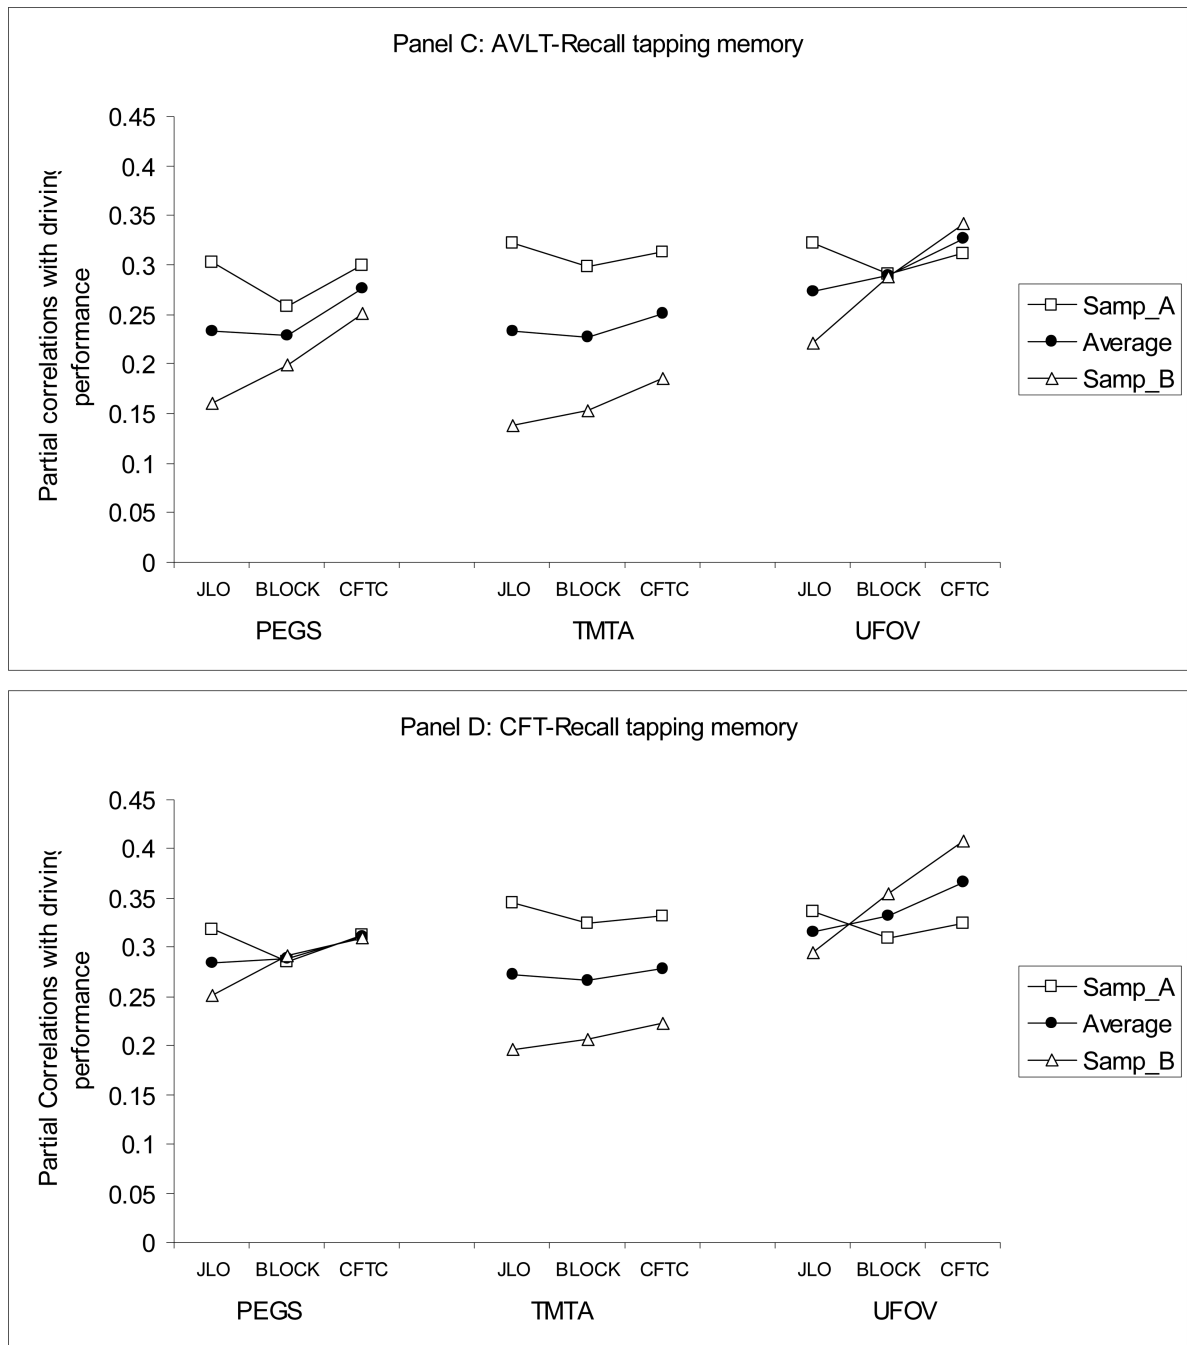 Panel C: AVLT-Recall tapping memory
Partial correlations with driving
performance
0.45
0.4
0.35
0.3
0.25
0.2
0.15
0.1
0.05
0
JLO BLOCK CFTC JLO BLOCK CFTC JLO BLOCK CFTC
PEGS TMTA UFOV
Samp_A
Average
Samp_B
Panel D: CFT-Recall tapping memory
Partial Correlations with driving
performance
0.45
0.4
0.35
0.3
0.25
0.2
0.15
0.1
0.05
0
JLO BLOCK CFTC JLO BLOCK CFTC JLO BLOCK CFTC
PEGS TMTA UFOV
Samp_A
Average
Samp_B